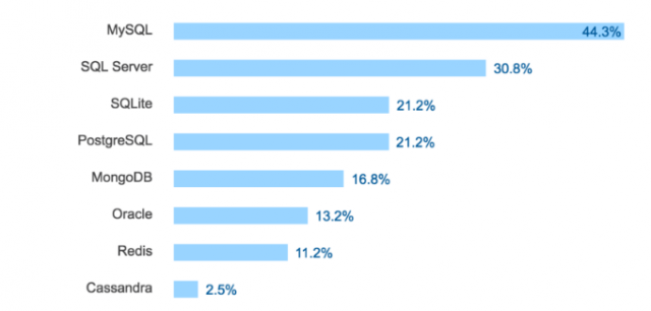 MySQL 44.3%
SQL Server 30.8%
SQLite 21.2%
PostgreSQL 21.2%
MongoDB 16.8%
Oracle 13.2%
Redis 11.2%
Cassandra 2.5%